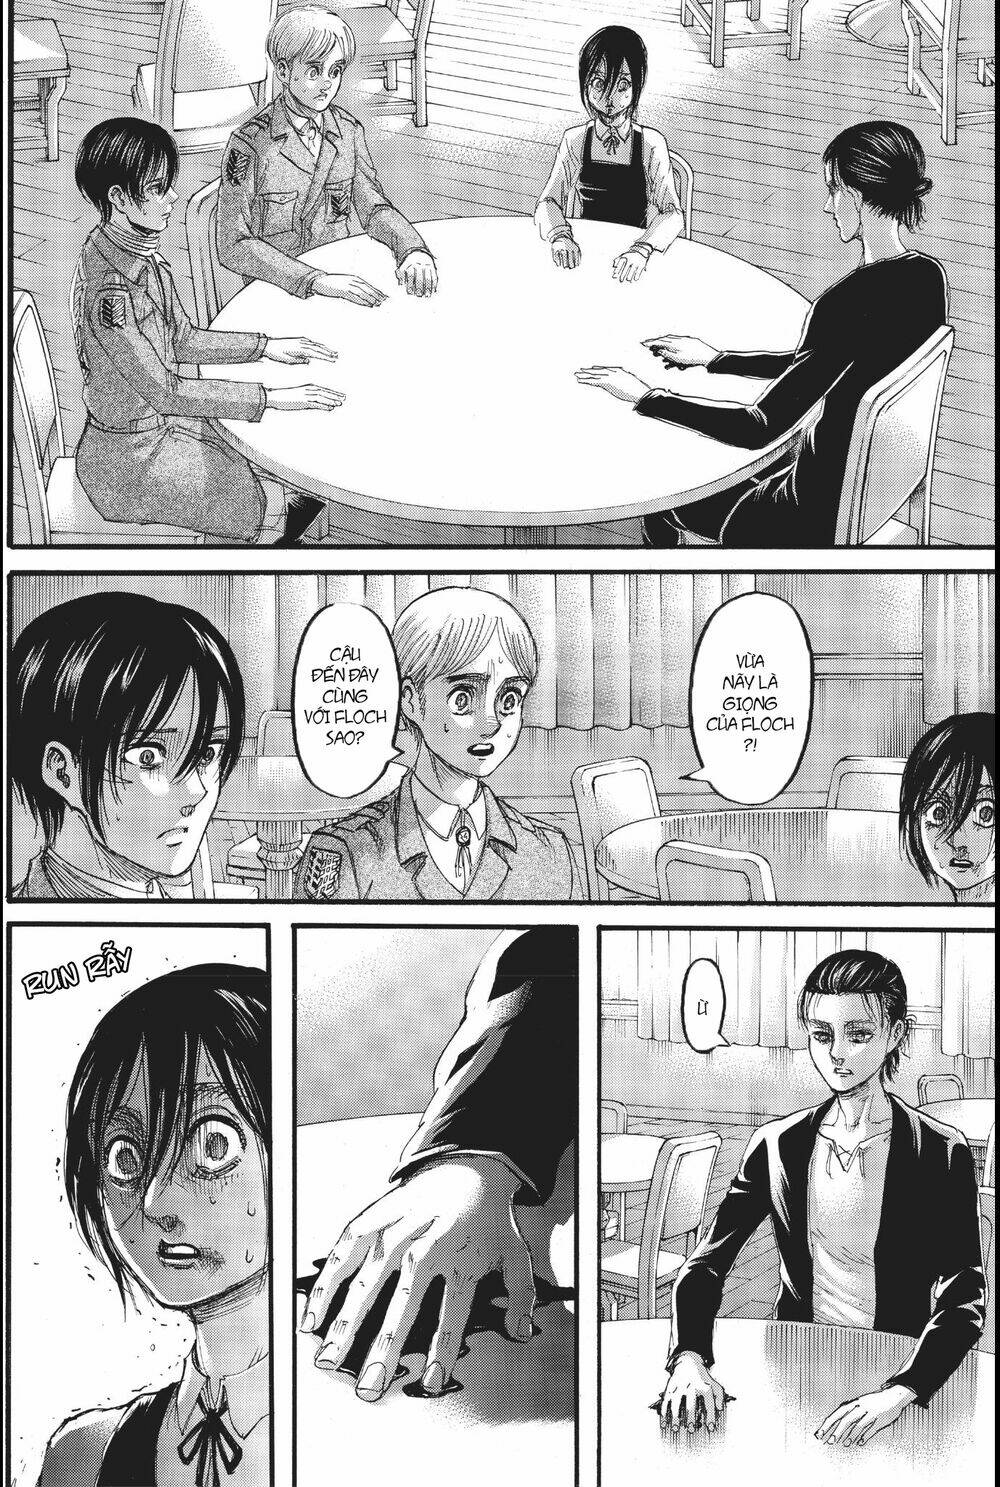 VỪA
NÃY LÀ
GIỌNG
CỦA FLOCH
?!
CẬU
ĐẾN ĐÂY
CÙNG
VỚI FLOCH
SAO?
Ừ
RUN RẨY